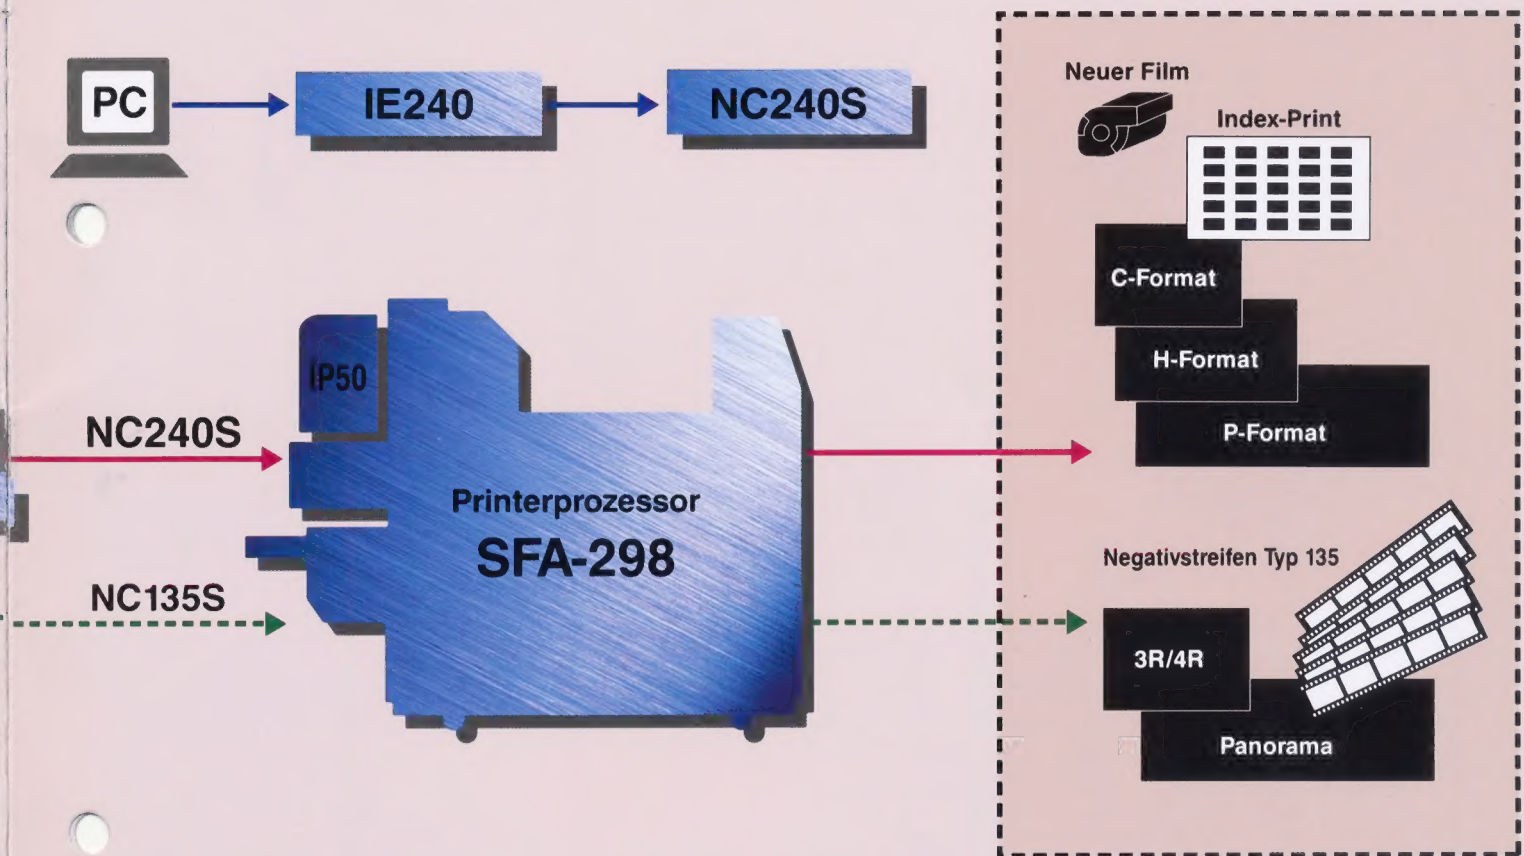 PC
IE240
NC240S
Neuer Film
Index-Print
C-Format
H-Format
P-Format
IP50
NC240S
Printerprozessor
SFA-298
NC135S
Negativstreifen Typ 135
3R/4R
Panorama